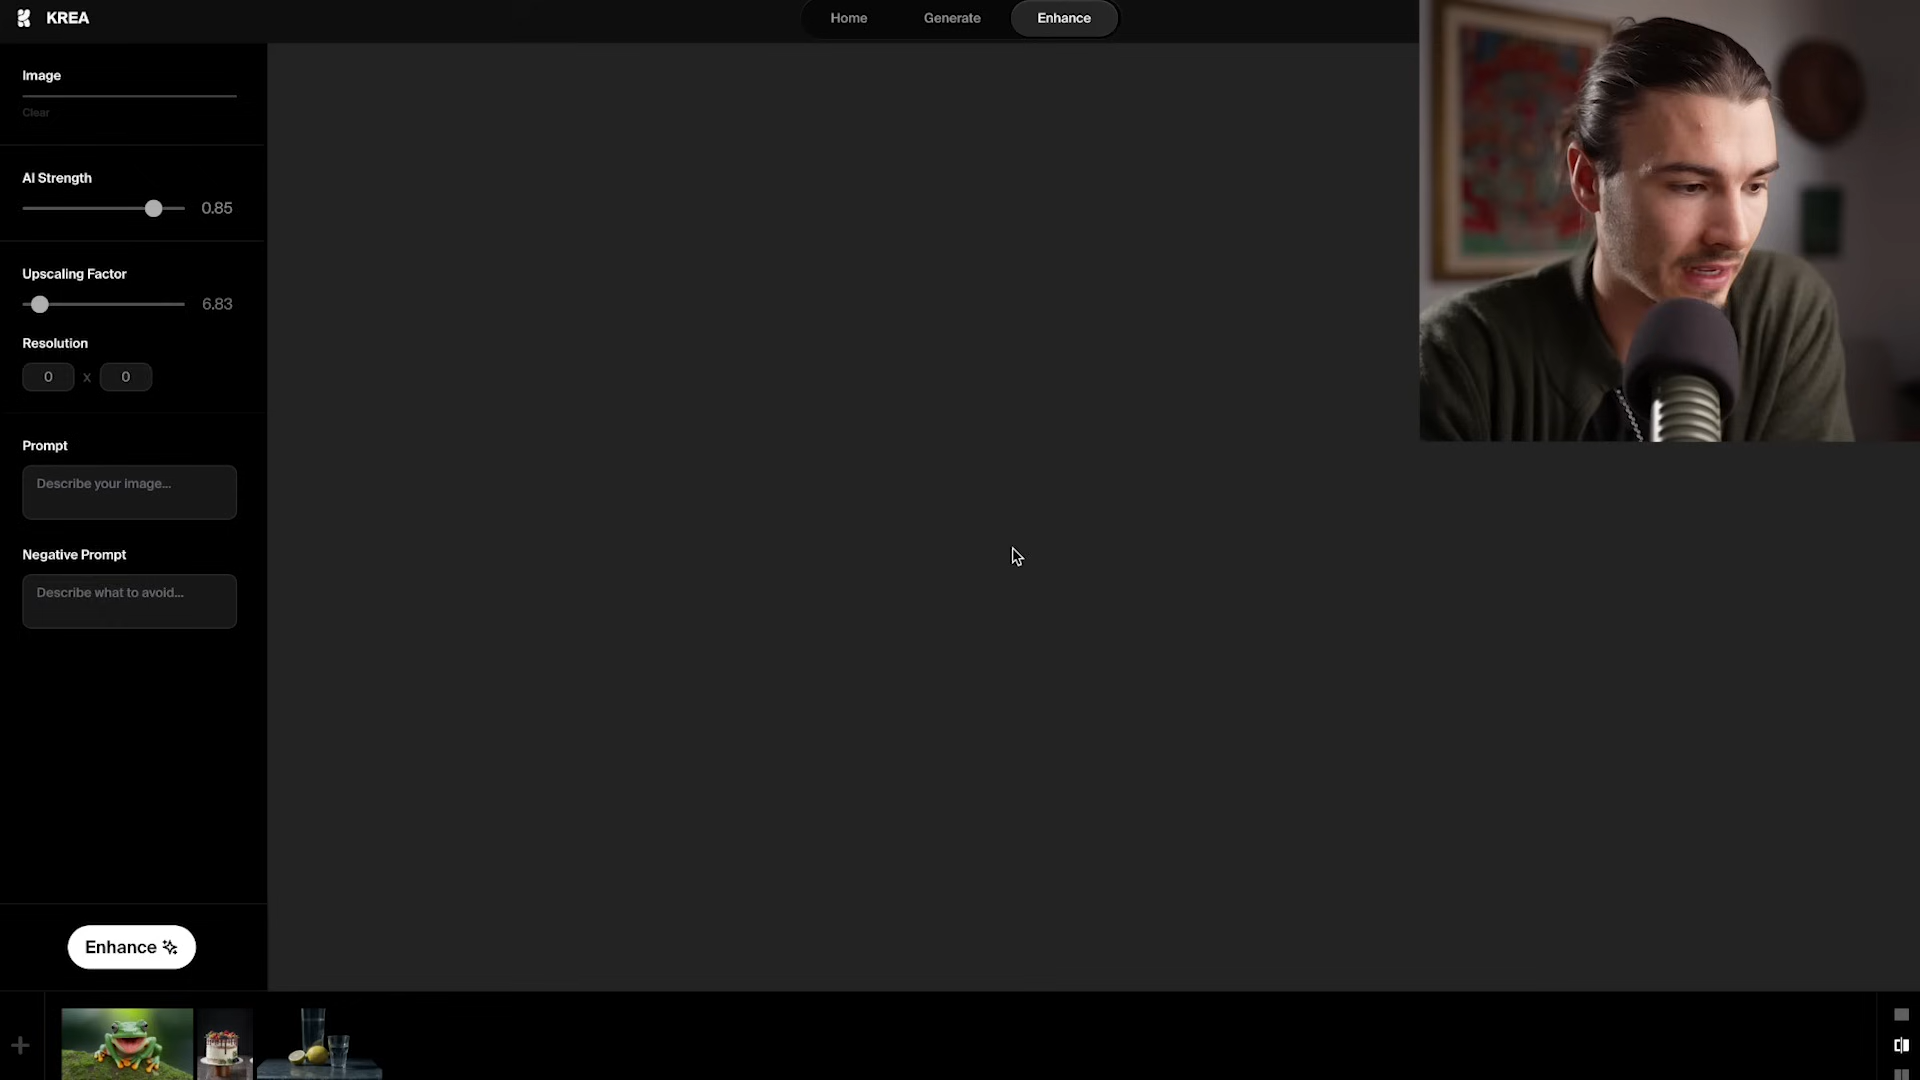 KREA
Home
Generate
Enhance
Image
Clear
AI Strength
0.85
Upscaling Factor
6.83
Resolution
0 x 0
Prompt
Describe your image...
Negative Prompt
Describe what to avoid...
Enhance